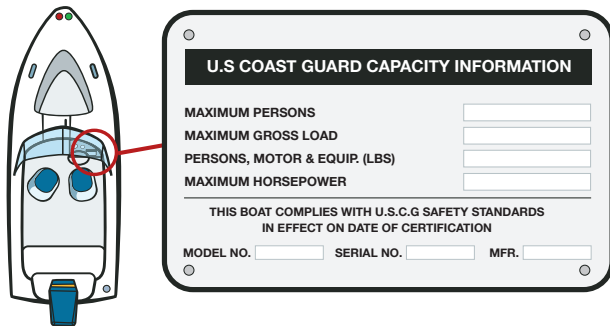 U.S COAST GUARD CAPACITY INFORMATION
MAXIMUM PERSONS
MAXIMUM GROSS LOAD
PERSONS, MOTOR & EQUIP. (LBS)
MAXIMUM HORSEPOWER
THIS BOAT COMPLIES WITH U.S.C.G SAFETY STANDARDS
IN EFFECT ON DATE OF CERTIFICATION
MODEL NO. SERIAL NO. MFR.